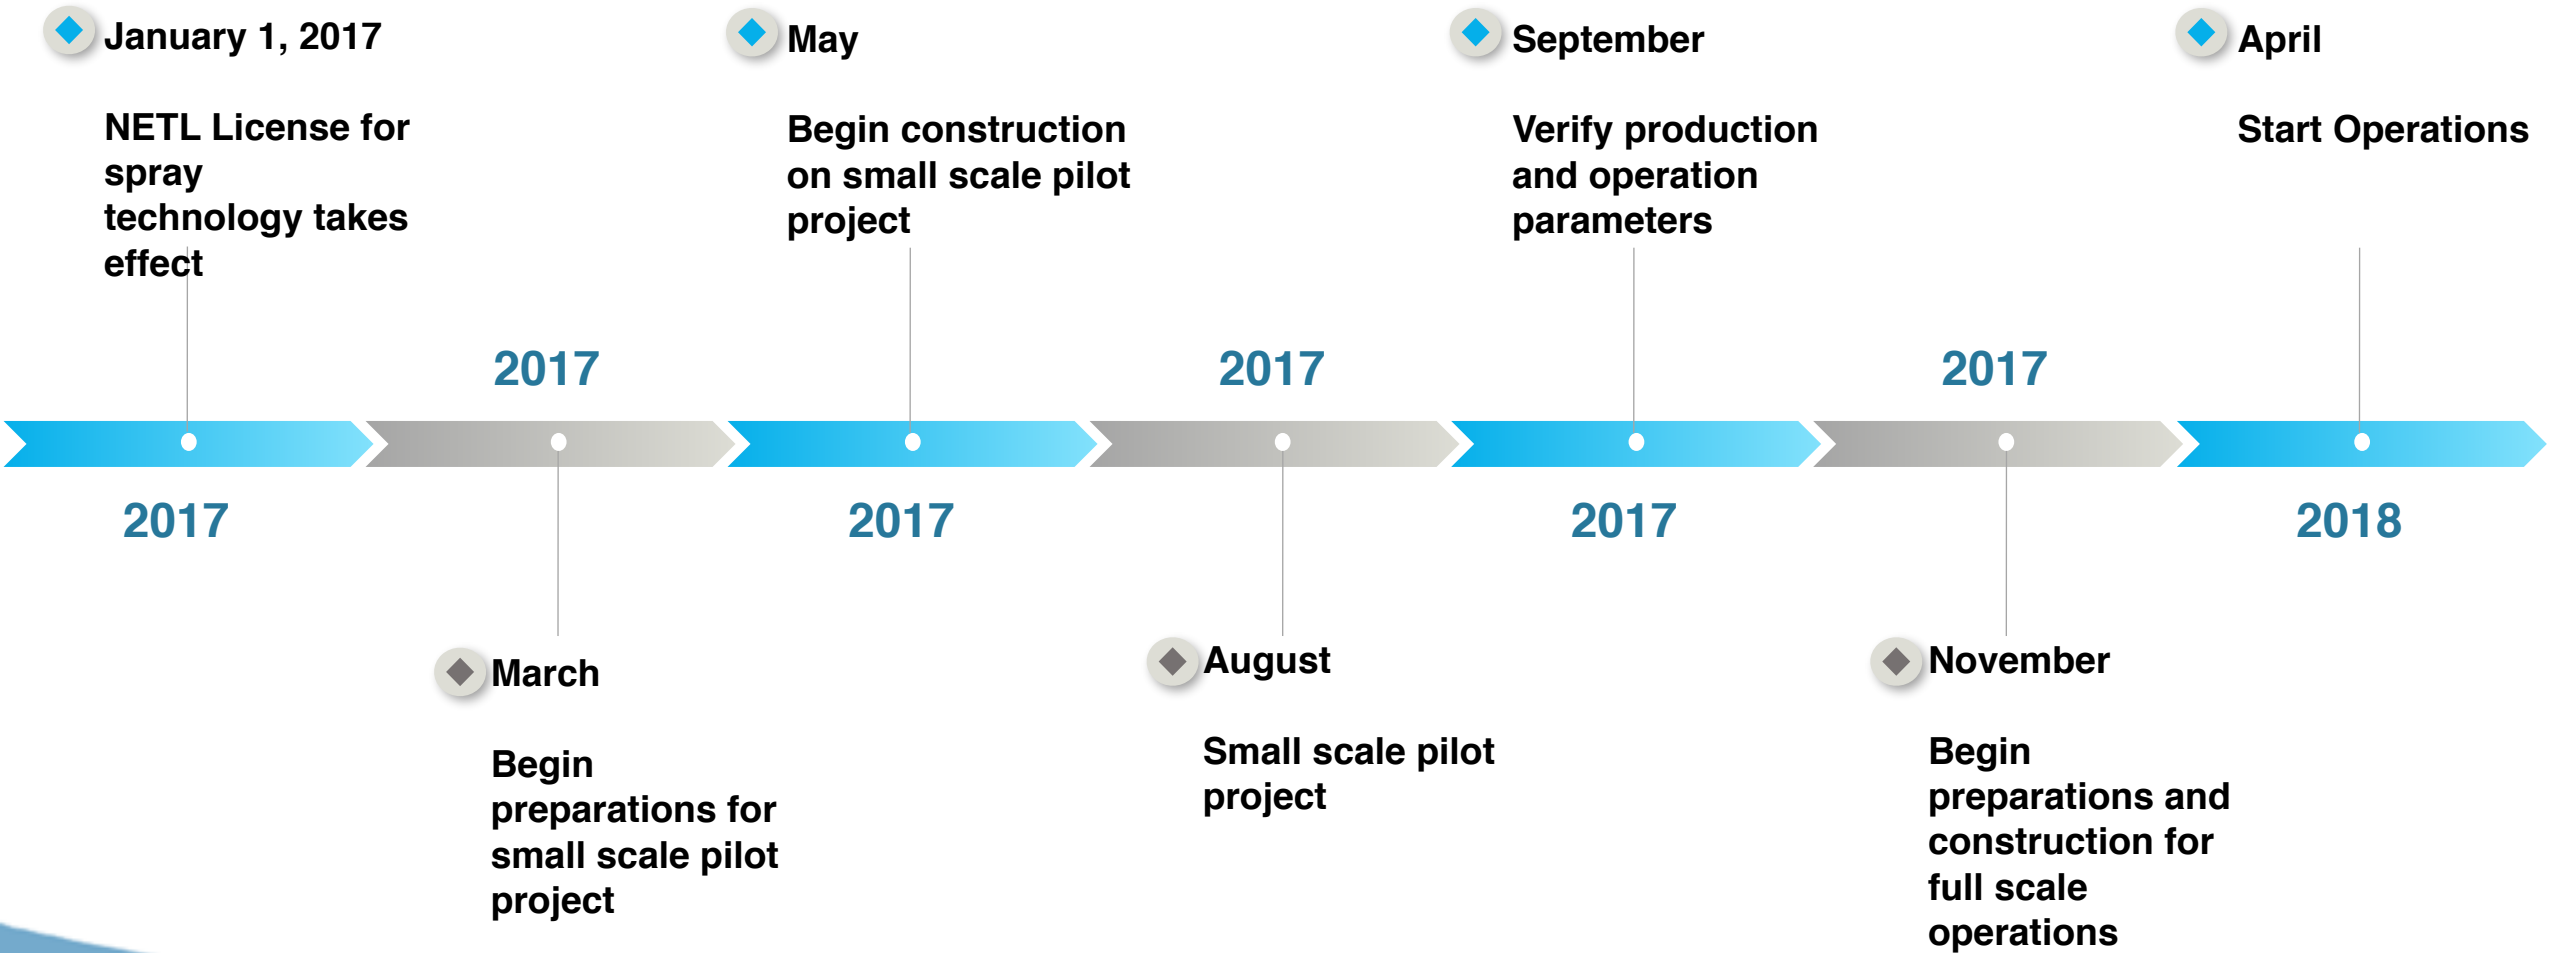 January 1, 2017
NETL License for
spray
technology takes
effect
May
Begin construction
on small scale pilot
project
September
Verify production
and operation
parameters
April
Start Operations
2017
2017
2017
2017
2017
2017
2018
March
Begin
preparations for
small scale pilot
project
August
Small scale pilot
project
November
Begin
preparations and
construction for
full scale
operations